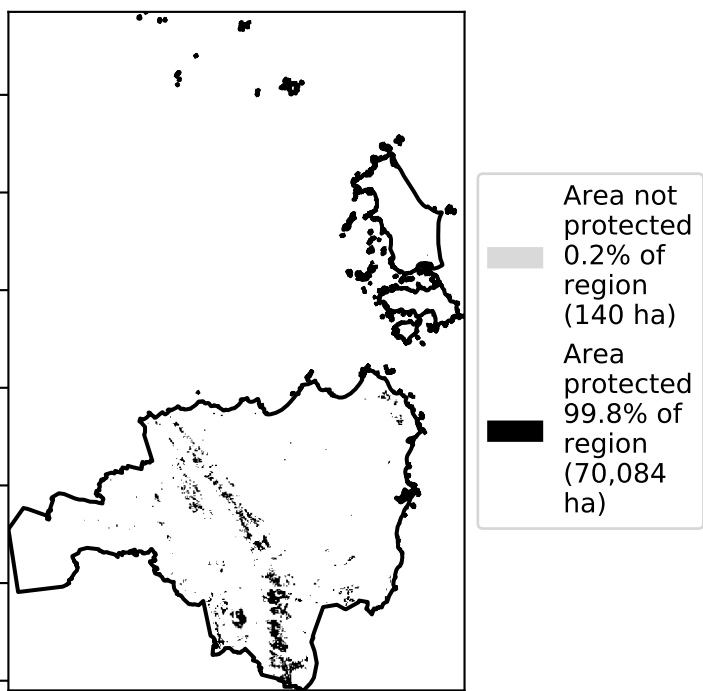 Area not
protected
0.2% of
region
(140 ha)
Area
protected
99.8% of
region
(70,084
ha)